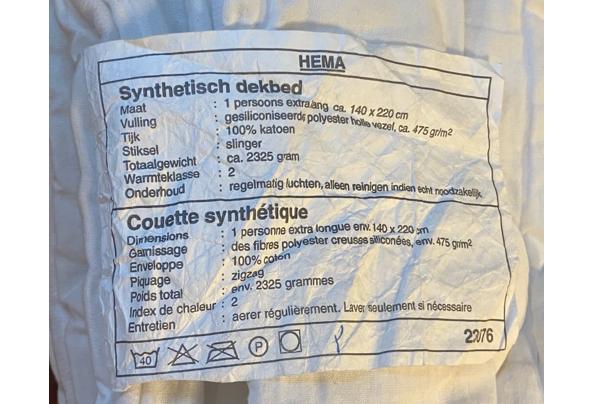 HEMA
Synthetisch dekbed
Maat : 1 persoons extra lang ca. 140 x 220 cm
Vulling : gesiliconiseerde polyester holle vezel, ca. 475 gr/m²
Tijk : 100% katoen
Stiksel : slinger
Totaalgewicht : ca. 2325 gram
Warmteklasse : 2
Onderhoud : regelmatig luchten, alleen reinigen indien echt noodzakelijk
Couette synthétique
Dimensions : 1 personne extra longue env. 140 x 220 cm
Garnissage : des fibres polyester creuses siliconées, env. 475 g/m²
Enveloppe : 100% coton
Piquage : zigzag
Poids total : env. 2325 grammes
Index de chaleur : 2
Entretien : aerer régulièrement. Laver seulement si nécessaire
40 P